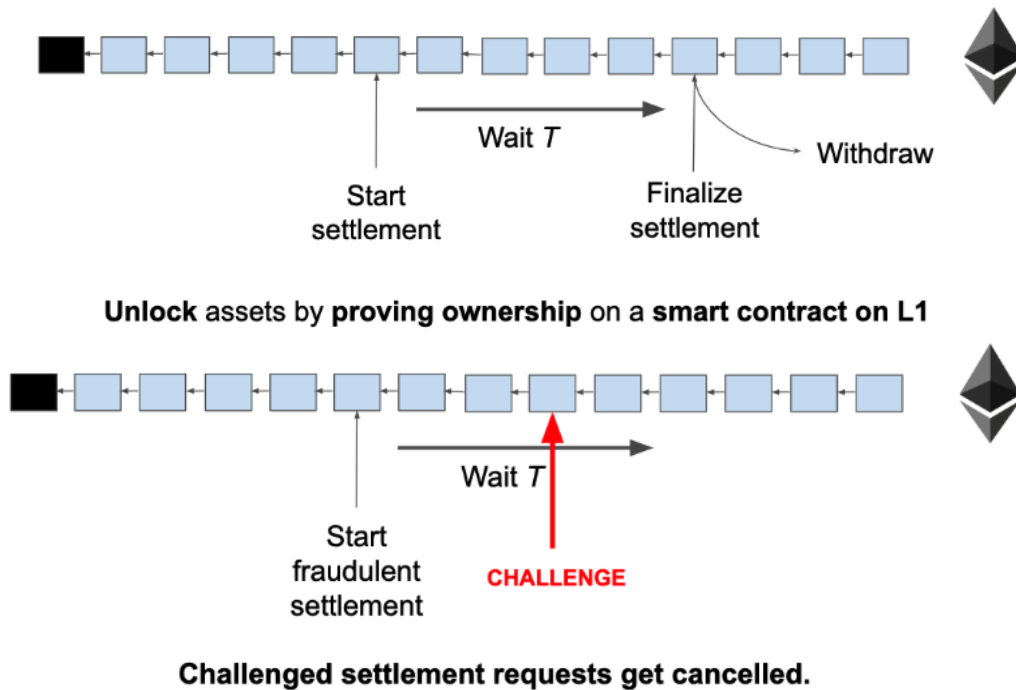 Wait T
Withdraw
Start
settlement
Finalize
settlement
Unlock assets by proving ownership on a smart contract on L1
Wait T
Start
fraudulent
settlement
CHALLENGE
Challenged settlement requests get cancelled.